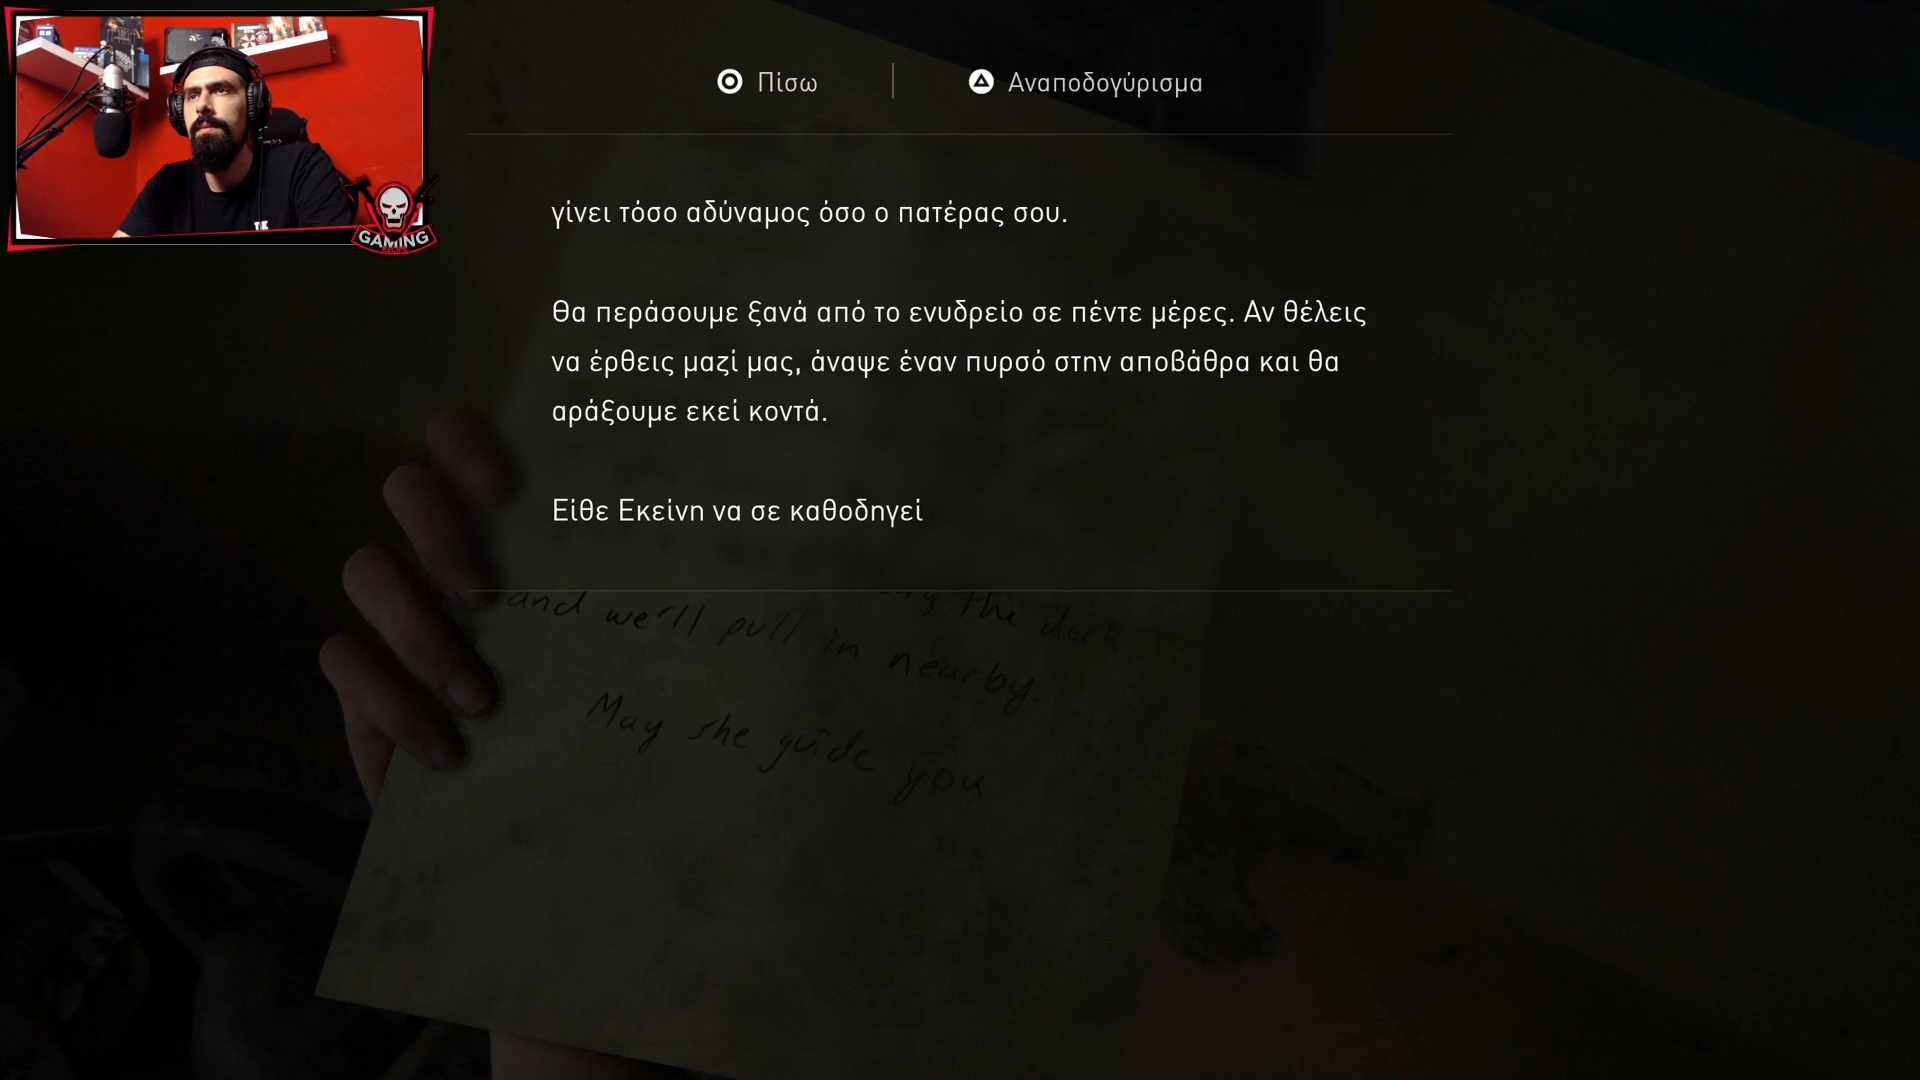 Πίσω
Αναποδογύρισμα
γίνει τόσο αδύναμος όσο ο πατέρας σου.
Θα περάσουμε ξανά από το ενυδρείο σε πέντε μέρες. Αν θέλεις
να έρθεις μαζί μας, άναψε έναν πυρσό στην αποβάθρα και θα
αράξουμε εκεί κοντά.
Είθε Εκείνη να σε καθοδηγεί
the dock
and we'll pull in nearby.
May she guide you
GAMING